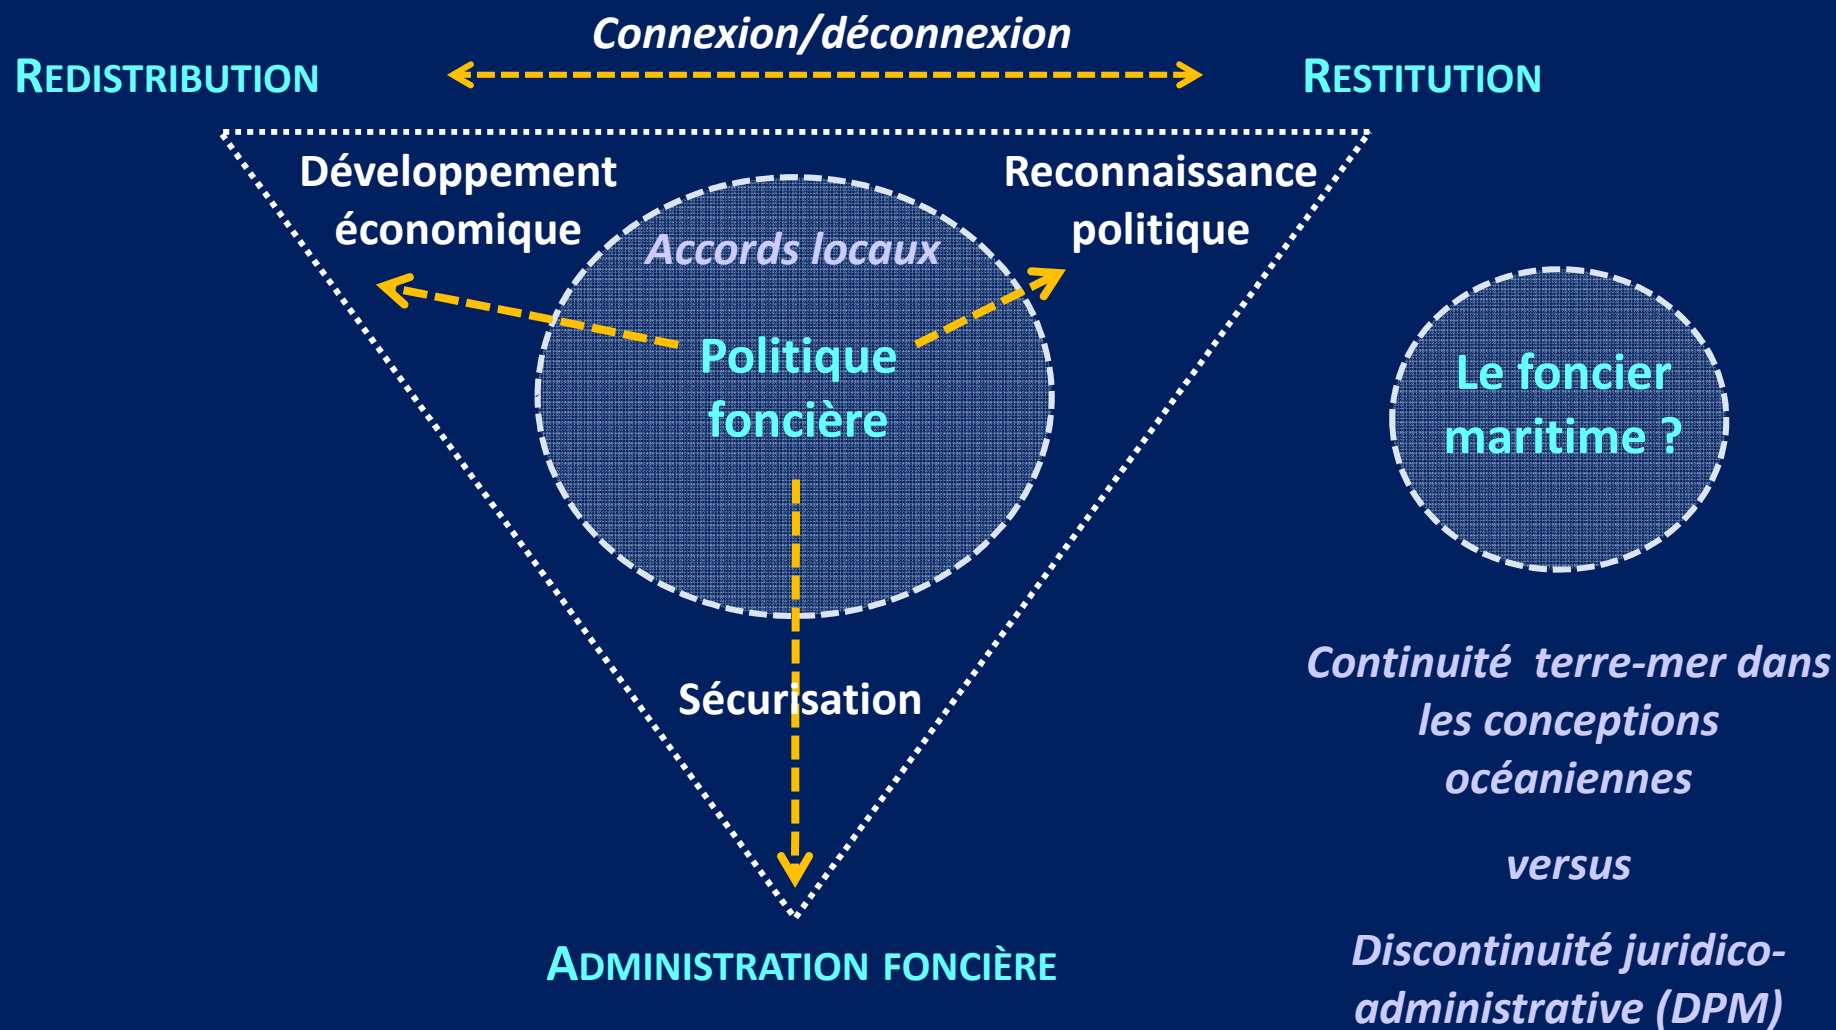 Connexion/déconnexion
REDISTRIBUTION
RESTITUTION
Développement
économique
Reconnaissance
politique
Accords locaux
Politique
foncière
Le foncier
maritime ?
Sécurisation
Continuité terre-mer dans
les conceptions
océaniennes
versus
Discontinuité juridico-
administrative (DPM)
ADMINISTRATION FONCIÈRE